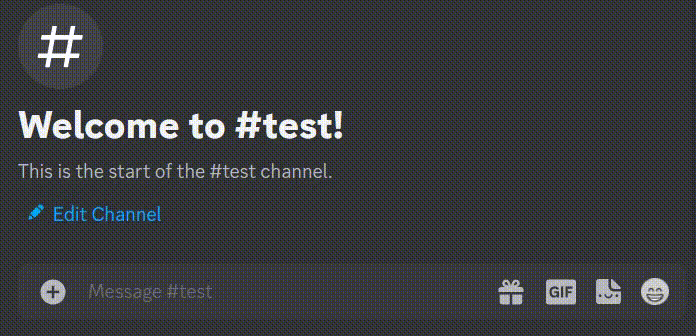 #
Welcome to #test!
This is the start of the #test channel.
Edit Channel
Message #test
GIF